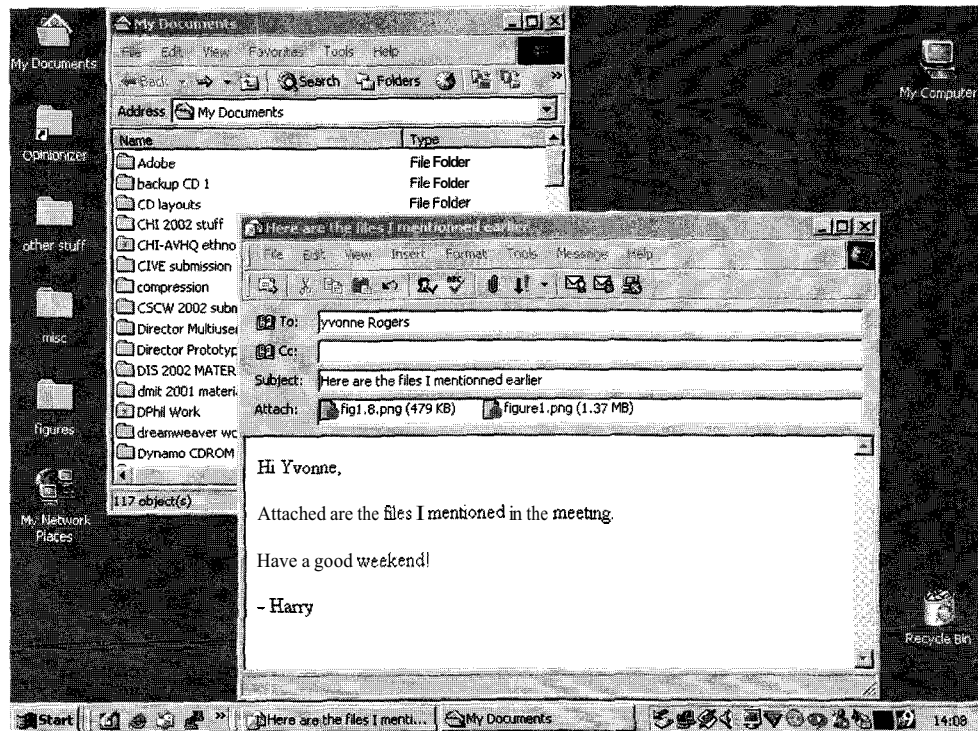 My Documents
My Documents
File Edit View Favorites Tools Help
Back Search Folders
Address My Documents
Name Type
Adobe File Folder
backup CD 1 File Folder
CD layouts File Folder
CHI 2002 stuff
CHI-AVHQ ethno
CIVE submission
compression
CSCW 2002 subn
Director Multiuser
Director Prototyp
DIS 2002 MATER
dmit 2001 materi
DPhil Work
dreamweaver wc
Dynamo CDROM
117 object(s)
Opinionizer
other stuff
misc
figures
My Network
Places
My Computer
Recycle Bin
Here are the files I mentionned earlier
File Edit View Insert Format Tools Message Help
To: yvonne Rogers
Cc:
Subject: Here are the files I mentionned earlier
Attach: fig1.8.png (479 KB) figure1.png (1.37 MB)
Hi Yvonne,
Attached are the files I mentioned in the meeting.
Have a good weekend!
- Harry
Start Here are the files I menti... My Documents 14:08